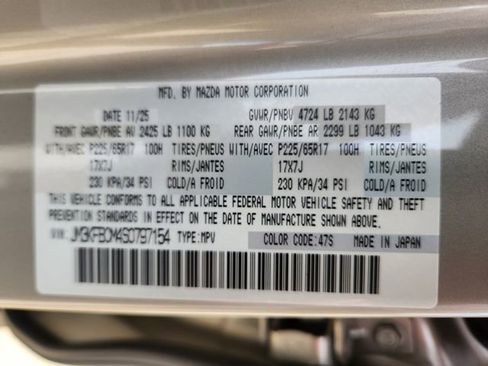 MFD. BY MAZDA MOTOR CORPORATION
DATE 11/25 GVWR/PNBV 4724 LB 2143 KG
FRONT GAWR/PNBE AV 2425 LB 1100 KG REAR GAWR/PNBE AR 2299 LB 1043 KG
WITH/AVEC P225/65R17 100H TIRES/PNEUS WITH/AVEC P225/65R17 100H TIRES/PNEUS
17X7J RIMS/JANTES 17X7J RIMS/JANTES
230 KPA/34 PSI COLD/A FROID 230 KPA/34 PSI COLD/A FROID
THIS VEHICLE CONFORMS TO ALL APPLICABLE FEDERAL MOTOR VEHICLE SAFETY AND THEFT
PREVENTION STANDARDS IN EFFECT ON THE DATE OF MANUFACTURE SHOWN ABOVE.
VIN: TYPE: MPV COLOR CODE: 47S MADE IN JAPAN